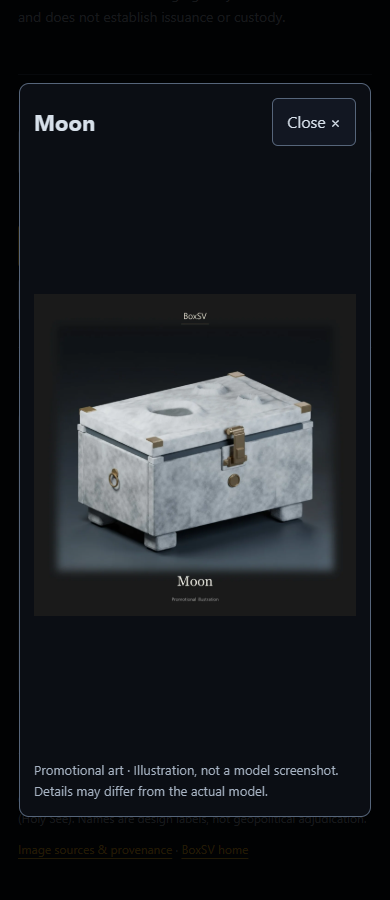 and does not establish issuance or custody.
Moon
Close ×
BoxSV
Moon
Promotional Illustration
Promotional art · Illustration, not a model screenshot.
Details may differ from the actual model.
(Holy See). Names are design labels, not geopolitical adjudication.
Image sources & provenance · BoxSV home